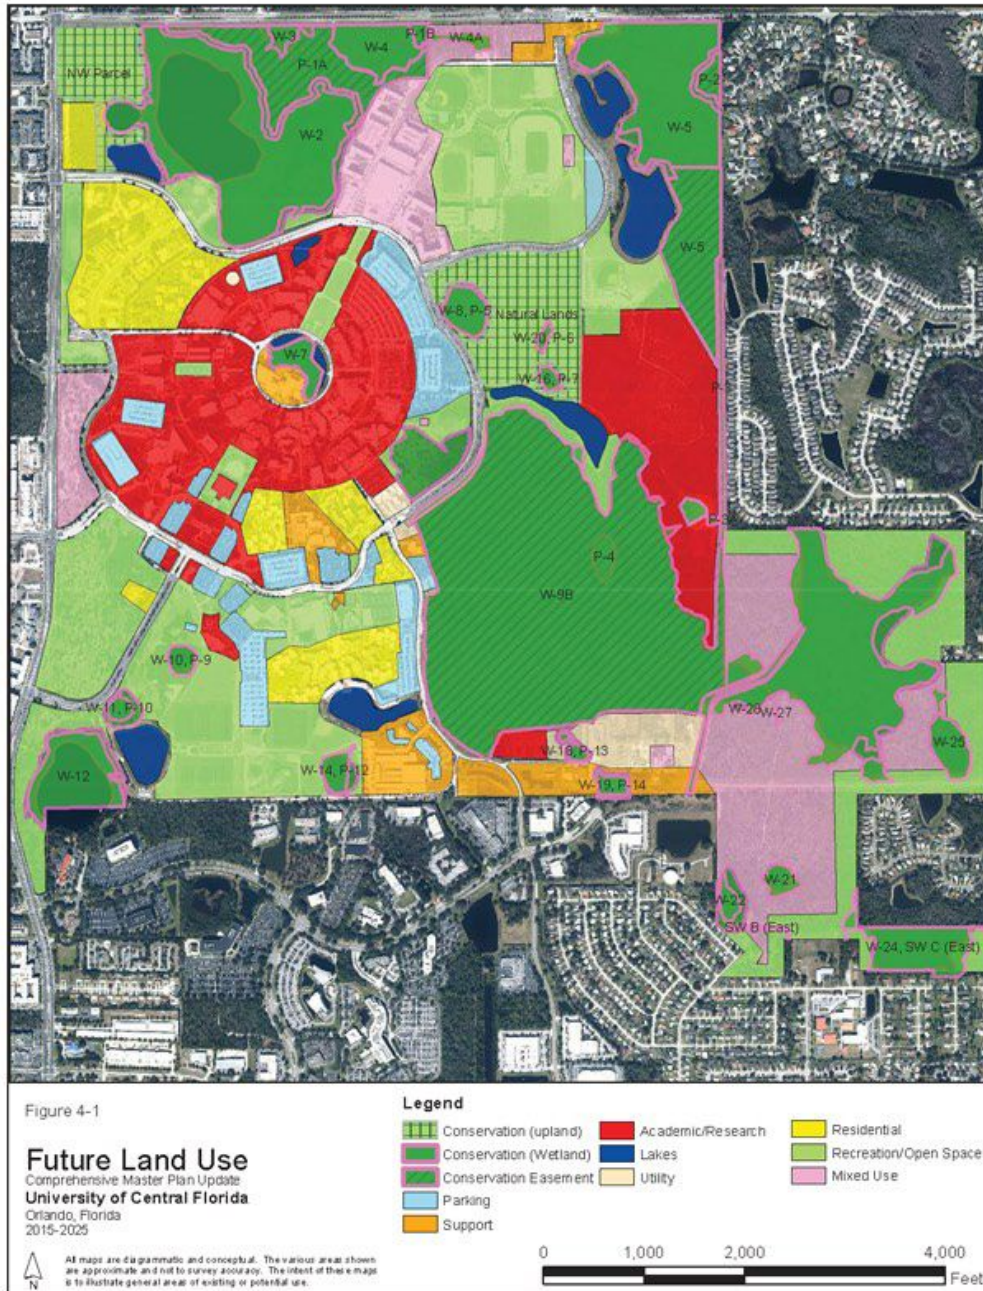 W-3
W-4
P-1B
W-4A
P-1A
NW Parcel
P-2
W-2
W-5
W-5
W-8, P-5
Natural Lands
W-20, P-6
W-7
W-16, P-7
P-4
W-9B
W-10, P-9
W-11, P-10
W-27
W-25
W-18, P-13
W-12
W-14, P-12
W-19, P-14
W-21
W-22
SW B (East)
W-24, SW C (East)
Figure 4-1
Future Land Use
Comprehensive Master Plan Update
University of Central Florida
Orlando, Florida
2015-2025
N
All maps are diagrammatic and conceptual. The various areas shown
are approximate and not to survey accuracy. The intent of these maps
is to illustrate general areas of existing or potential use.
Legend
Conservation (upland)
Conservation (Wetland)
Conservation Easement
Parking
Support
Academic/Research
Lakes
Utility
Residential
Recreation/Open Space
Mixed Use
0 1,000 2,000 4,000
Feet